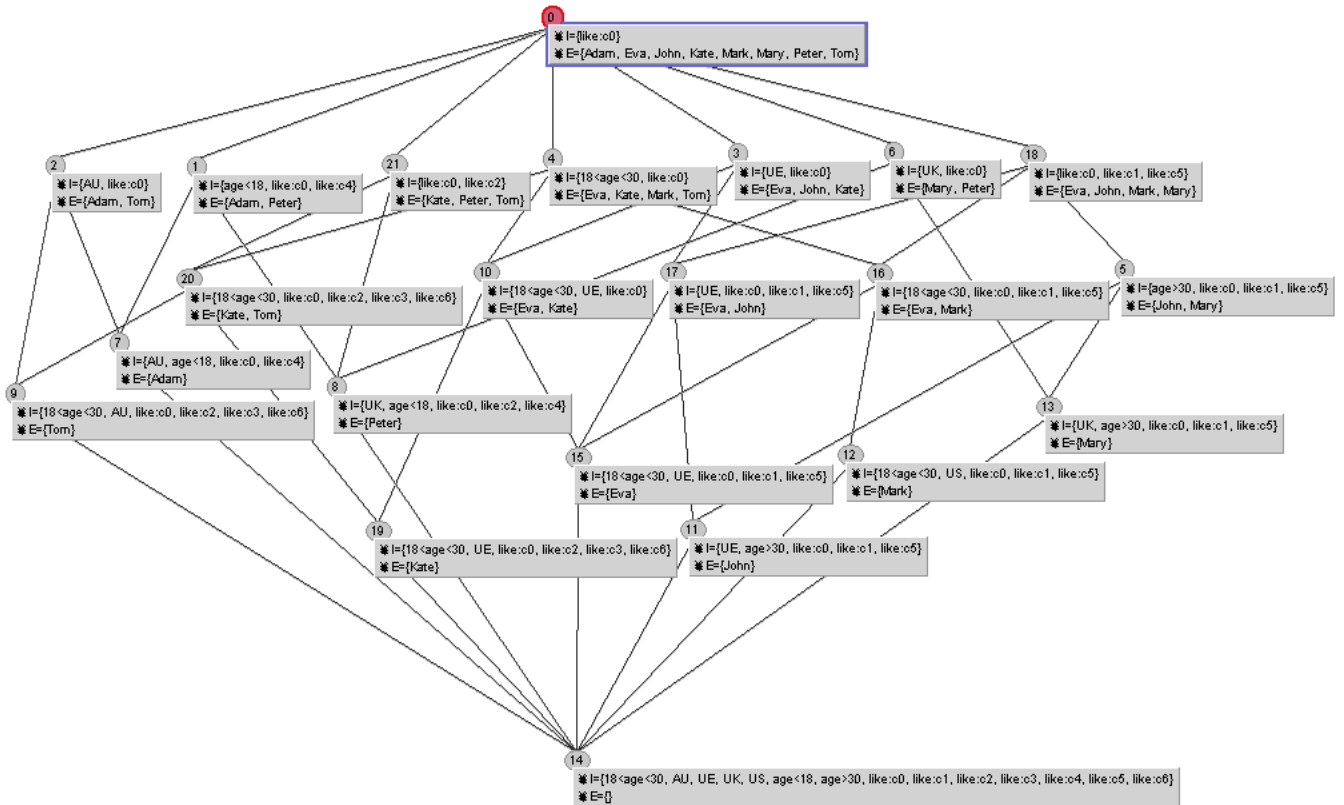 0
I={like:c0}
E={Adam, Eva, John, Kate, Mark, Mary, Peter, Tom}
2
I={AU, like:c0}
E={Adam, Tom}
1
I={age<18, like:c0, like:c4}
E={Adam, Peter}
21
I={like:c0, like:c2}
E={Kate, Peter, Tom}
4
I={18<age<30, like:c0}
E={Eva, Kate, Mark, Tom}
3
I={UE, like:c0}
E={Eva, John, Kate}
6
I={UK, like:c0}
E={Mary, Peter}
18
I={like:c0, like:c1, like:c5}
E={Eva, John, Mark, Mary}
20
I={18<age<30, like:c0, like:c2, like:c3, like:c6}
E={Kate, Tom}
10
I={18<age<30, UE, like:c0}
E={Eva, Kate}
17
I={UE, like:c0, like:c1, like:c5}
E={Eva, John}
16
I={18<age<30, like:c0, like:c1, like:c5}
E={Eva, Mark}
5
I={age>30, like:c0, like:c1, like:c5}
E={John, Mary}
7
I={AU, age<18, like:c0, like:c4}
E={Adam}
9
I={18<age<30, AU, like:c0, like:c2, like:c3, like:c6}
E={Tom}
8
I={UK, age<18, like:c0, like:c2, like:c4}
E={Peter}
13
I={UK, age>30, like:c0, like:c1, like:c5}
E={Mary}
15
I={18<age<30, UE, like:c0, like:c1, like:c5}
E={Eva}
12
I={18<age<30, US, like:c0, like:c1, like:c5}
E={Mark}
19
I={18<age<30, UE, like:c0, like:c2, like:c3, like:c6}
E={Kate}
11
I={UE, age>30, like:c0, like:c1, like:c5}
E={John}
14
I={18<age<30, AU, UE, UK, US, age<18, age>30, like:c0, like:c1, like:c2, like:c3, like:c4, like:c5, like:c6}
E={}